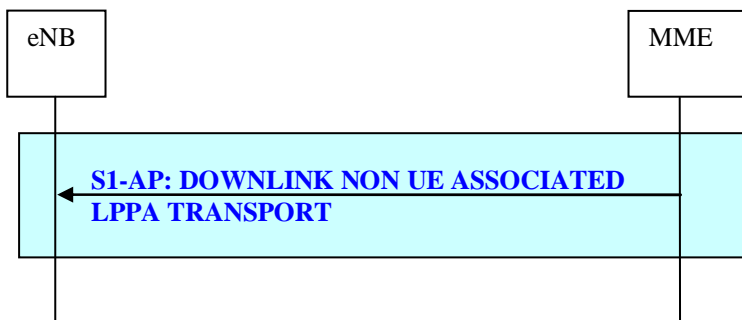 eNB
MME
S1-AP: DOWNLINK NON UE ASSOCIATED
LPPA TRANSPORT